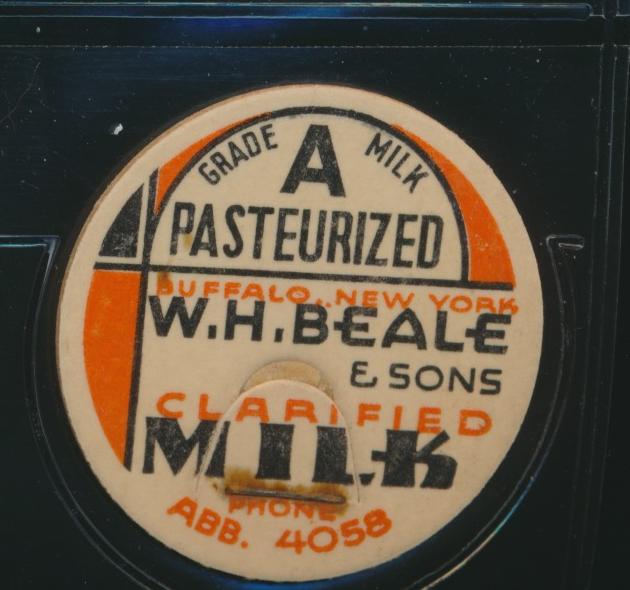 GRADE A MILK
PASTEURIZED
BUFFALO, NEW YORK
W.H.BEALE
& SONS
CLARIFIED
MILK
PHONE
ABB. 4058